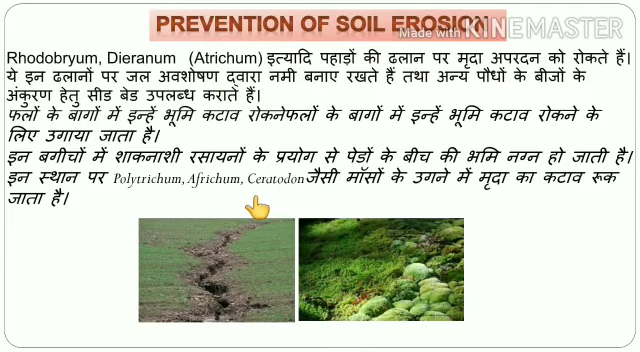 PREVENTION OF SOIL EROSION
Made with KINEMASTER
Rhodobryum, Dieranum (Atrichum) इत्यादि पहाड़ों की ढलान पर मृदा अपरदन को रोकते हैं।
ये इन ढलानों पर जल अवशोषण द्वारा नमी बनाए रखते हैं तथा अन्य पौधों के बीजों के
अंकुरण हेतु सीड बेड उपलब्ध कराते हैं।
फलों के बागों में इन्हें भूमि कटाव रोकनेफलों के बागों में इन्हें भूमि कटाव रोकने के
लिए उगाया जाता है।
इन बगीचों में शाकनाशी रसायनों के प्रयोग से पेडों के बीच की भमि नग्न हो जाती है।
इन स्थान पर Polytrichum, Africhum, Ceratodon जैसी मॉसों के उगने में मृदा का कटाव रूक
जाता है।